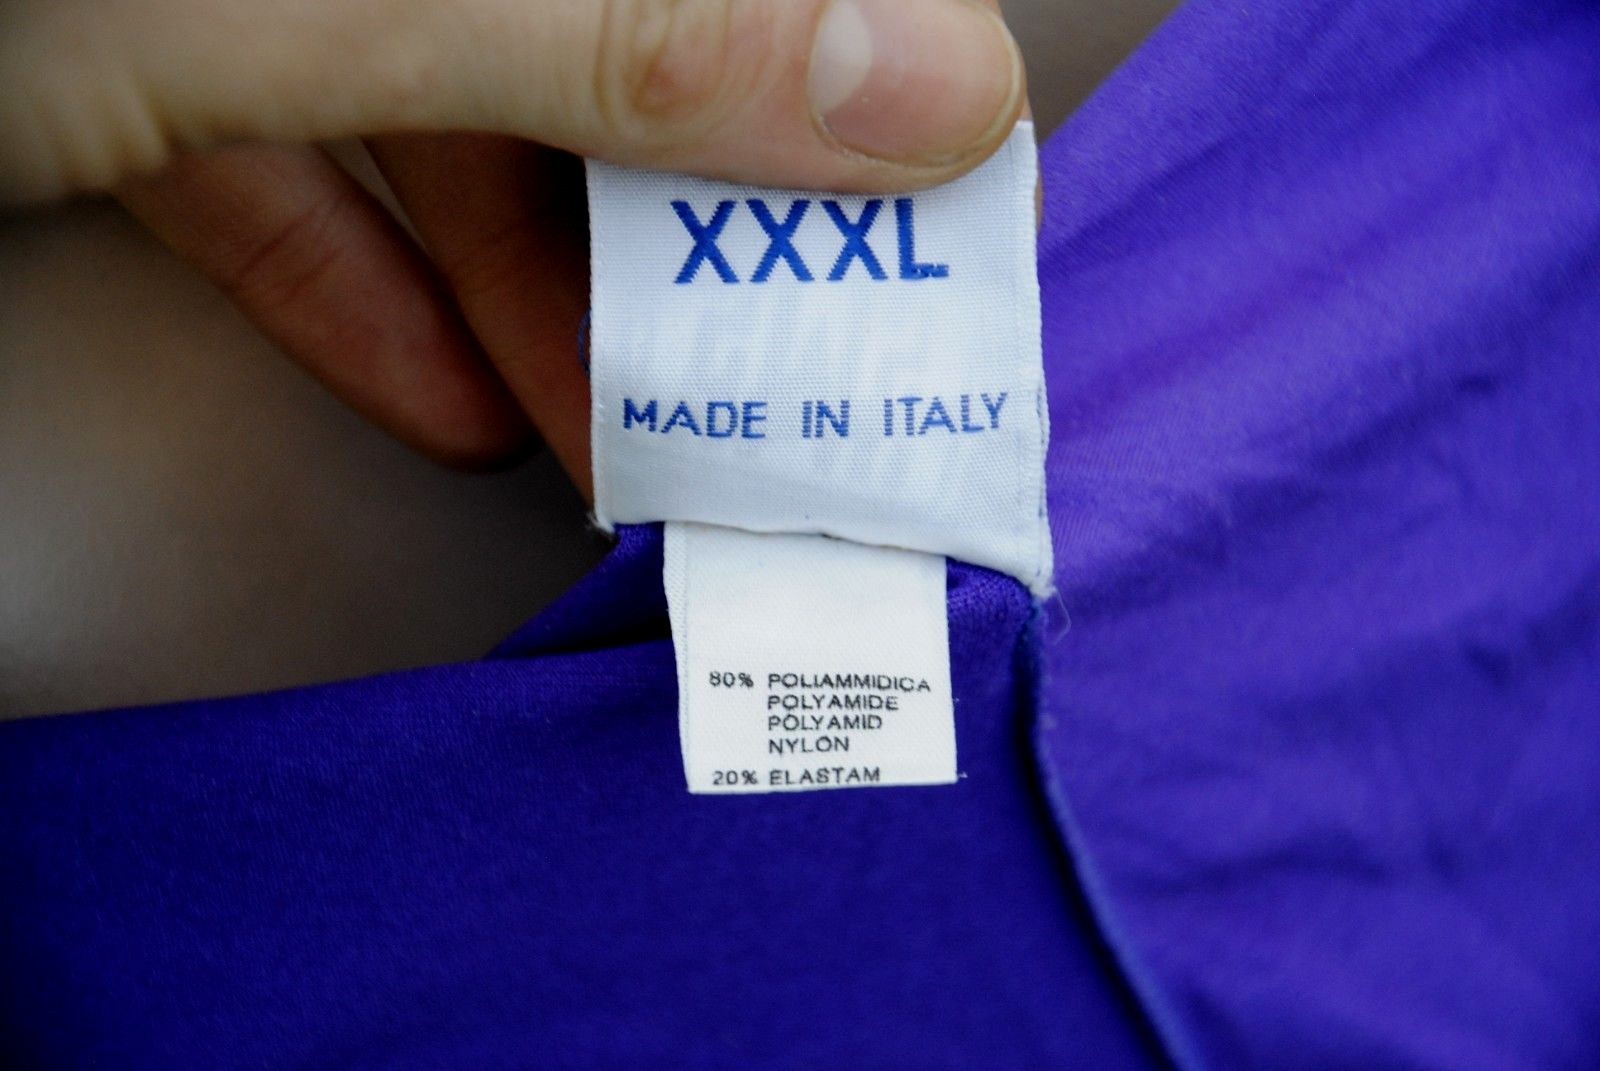 XXXL
MADE IN ITALY
80% POLIAMMIDICA
POLYAMIDE
POLYAMID
NYLON
20% ELASTAM